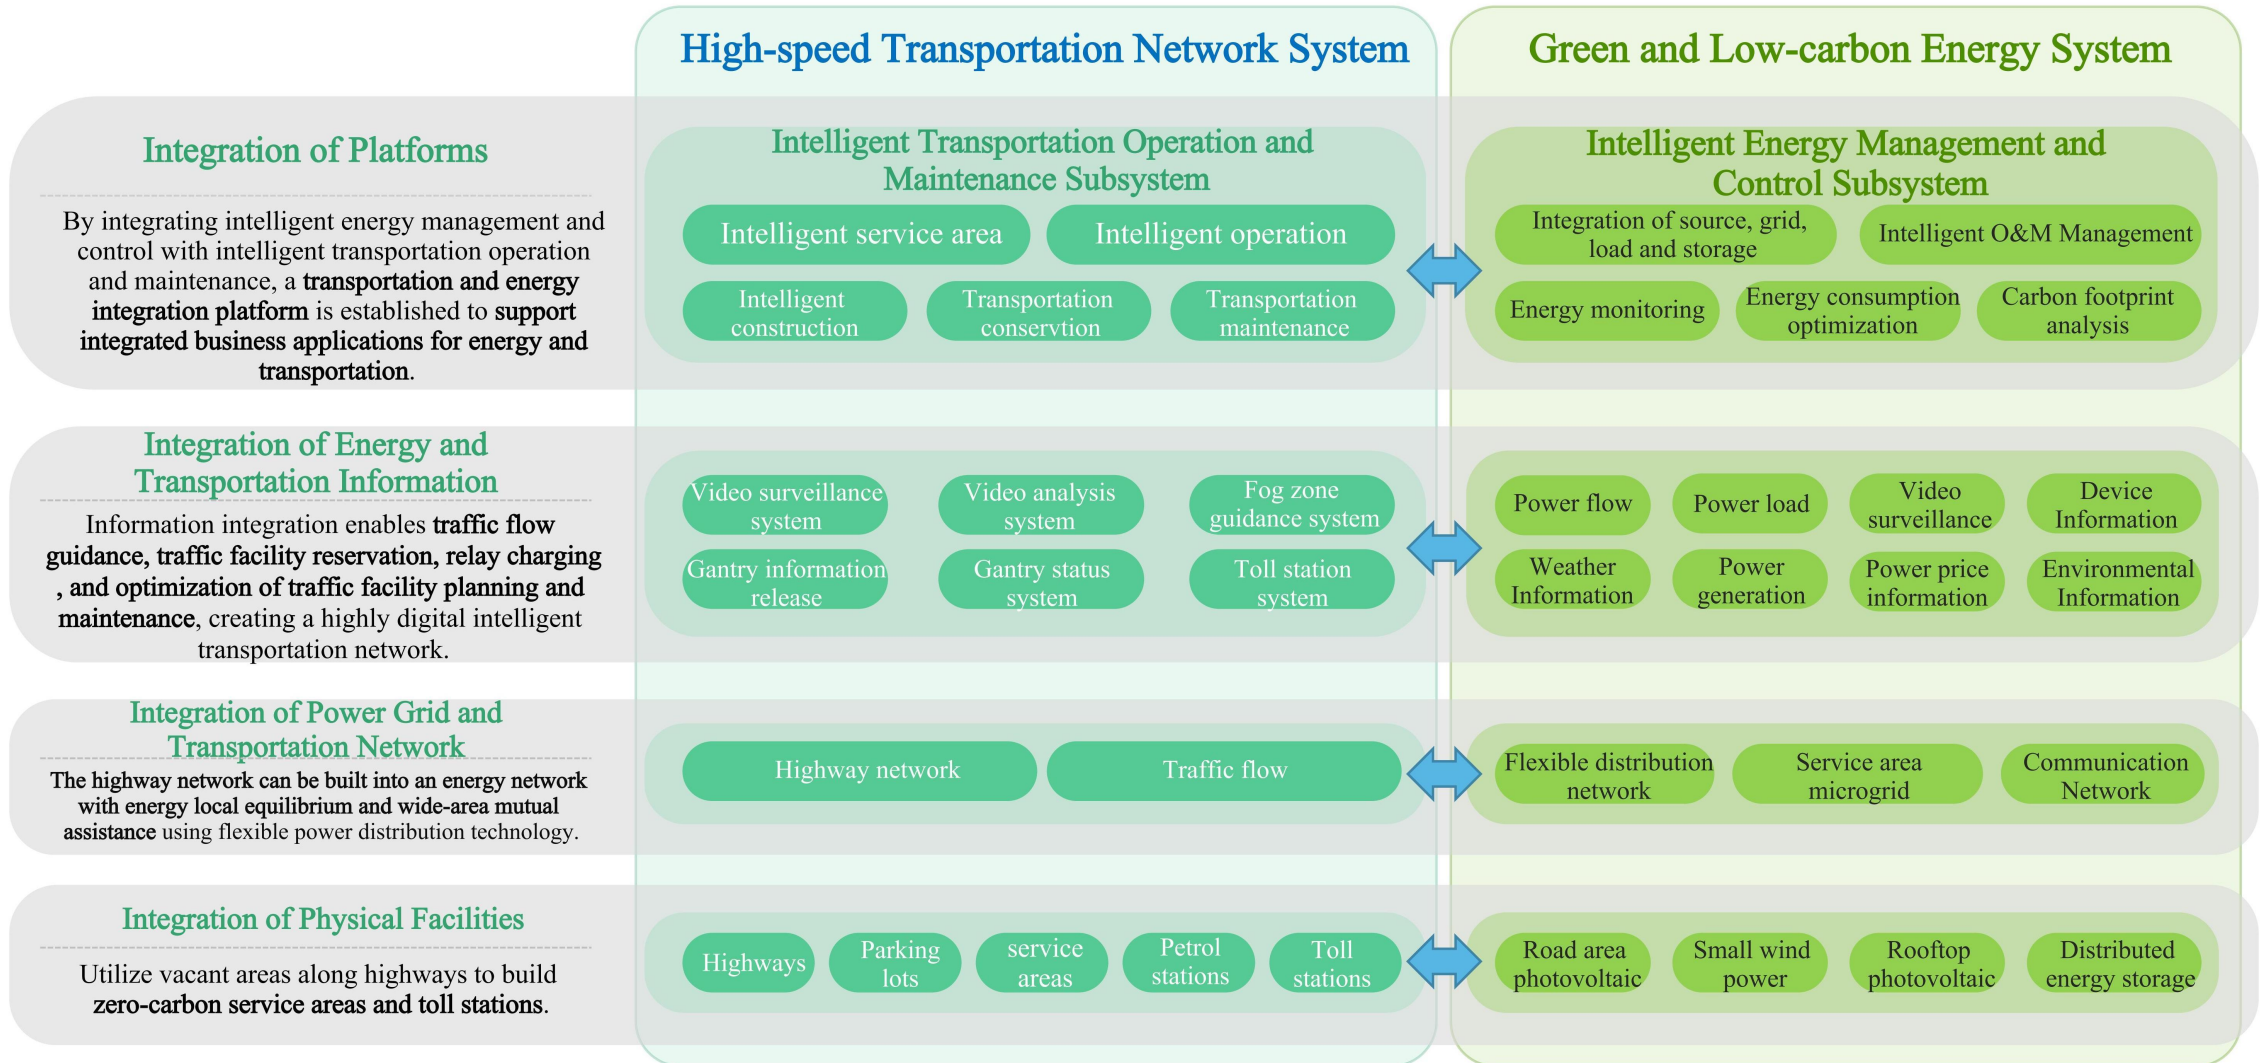 High-speed Transportation Network System
Green and Low-carbon Energy System
Integration of Platforms
By integrating intelligent energy management and
control with intelligent transportation operation
and maintenance, a transportation and energy
integration platform is established to support
integrated business applications for energy and
transportation.
Intelligent Transportation Operation and
Maintenance Subsystem
Intelligent service area
Intelligent operation
Intelligent
construction
Transportation
conservtion
Transportation
maintenance
Intelligent Energy Management and
Control Subsystem
Integration of source, grid,
load and storage
Intelligent O&M Management
Energy monitoring
Energy consumption
optimization
Carbon footprint
analysis
Integration of Energy and
Transportation Information
Information integration enables traffic flow
guidance, traffic facility reservation, relay charging
, and optimization of traffic facility planning and
maintenance, creating a highly digital intelligent
transportation network.
Video surveillance
system
Video analysis
system
Fog zone
guidance system
Gantry information
release
Gantry status
system
Toll station
system
Power flow
Power load
Video
surveillance
Device
Information
Weather
Information
Power
generation
Power price
information
Environmental
Information
Integration of Power Grid and
Transportation Network
The highway network can be built into an energy network
with energy local equilibrium and wide-area mutual
assistance using flexible power distribution technology.
Highway network
Traffic flow
Flexible distribution
network
Service area
microgrid
Communication
Network
Integration of Physical Facilities
Utilize vacant areas along highways to build
zero-carbon service areas and toll stations.
Highways
Parking
lots
service
areas
Petrol
stations
Toll
stations
Road area
photovoltaic
Small wind
power
Rooftop
photovoltaic
Distributed
energy storage